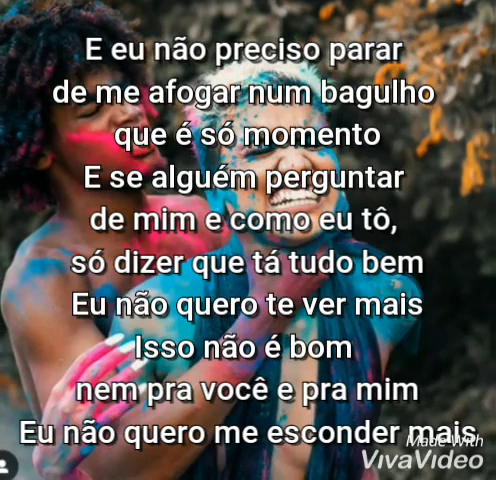 E eu não preciso parar
de me afogar num bagulho
que é só momento
E se alguém perguntar
de mim e como eu tô,
só dizer que tá tudo bem
Eu não quero te ver mais
Isso não é bom
nem pra você e pra mim
Eu não quero me esconder mais
Made With
VivaVideo